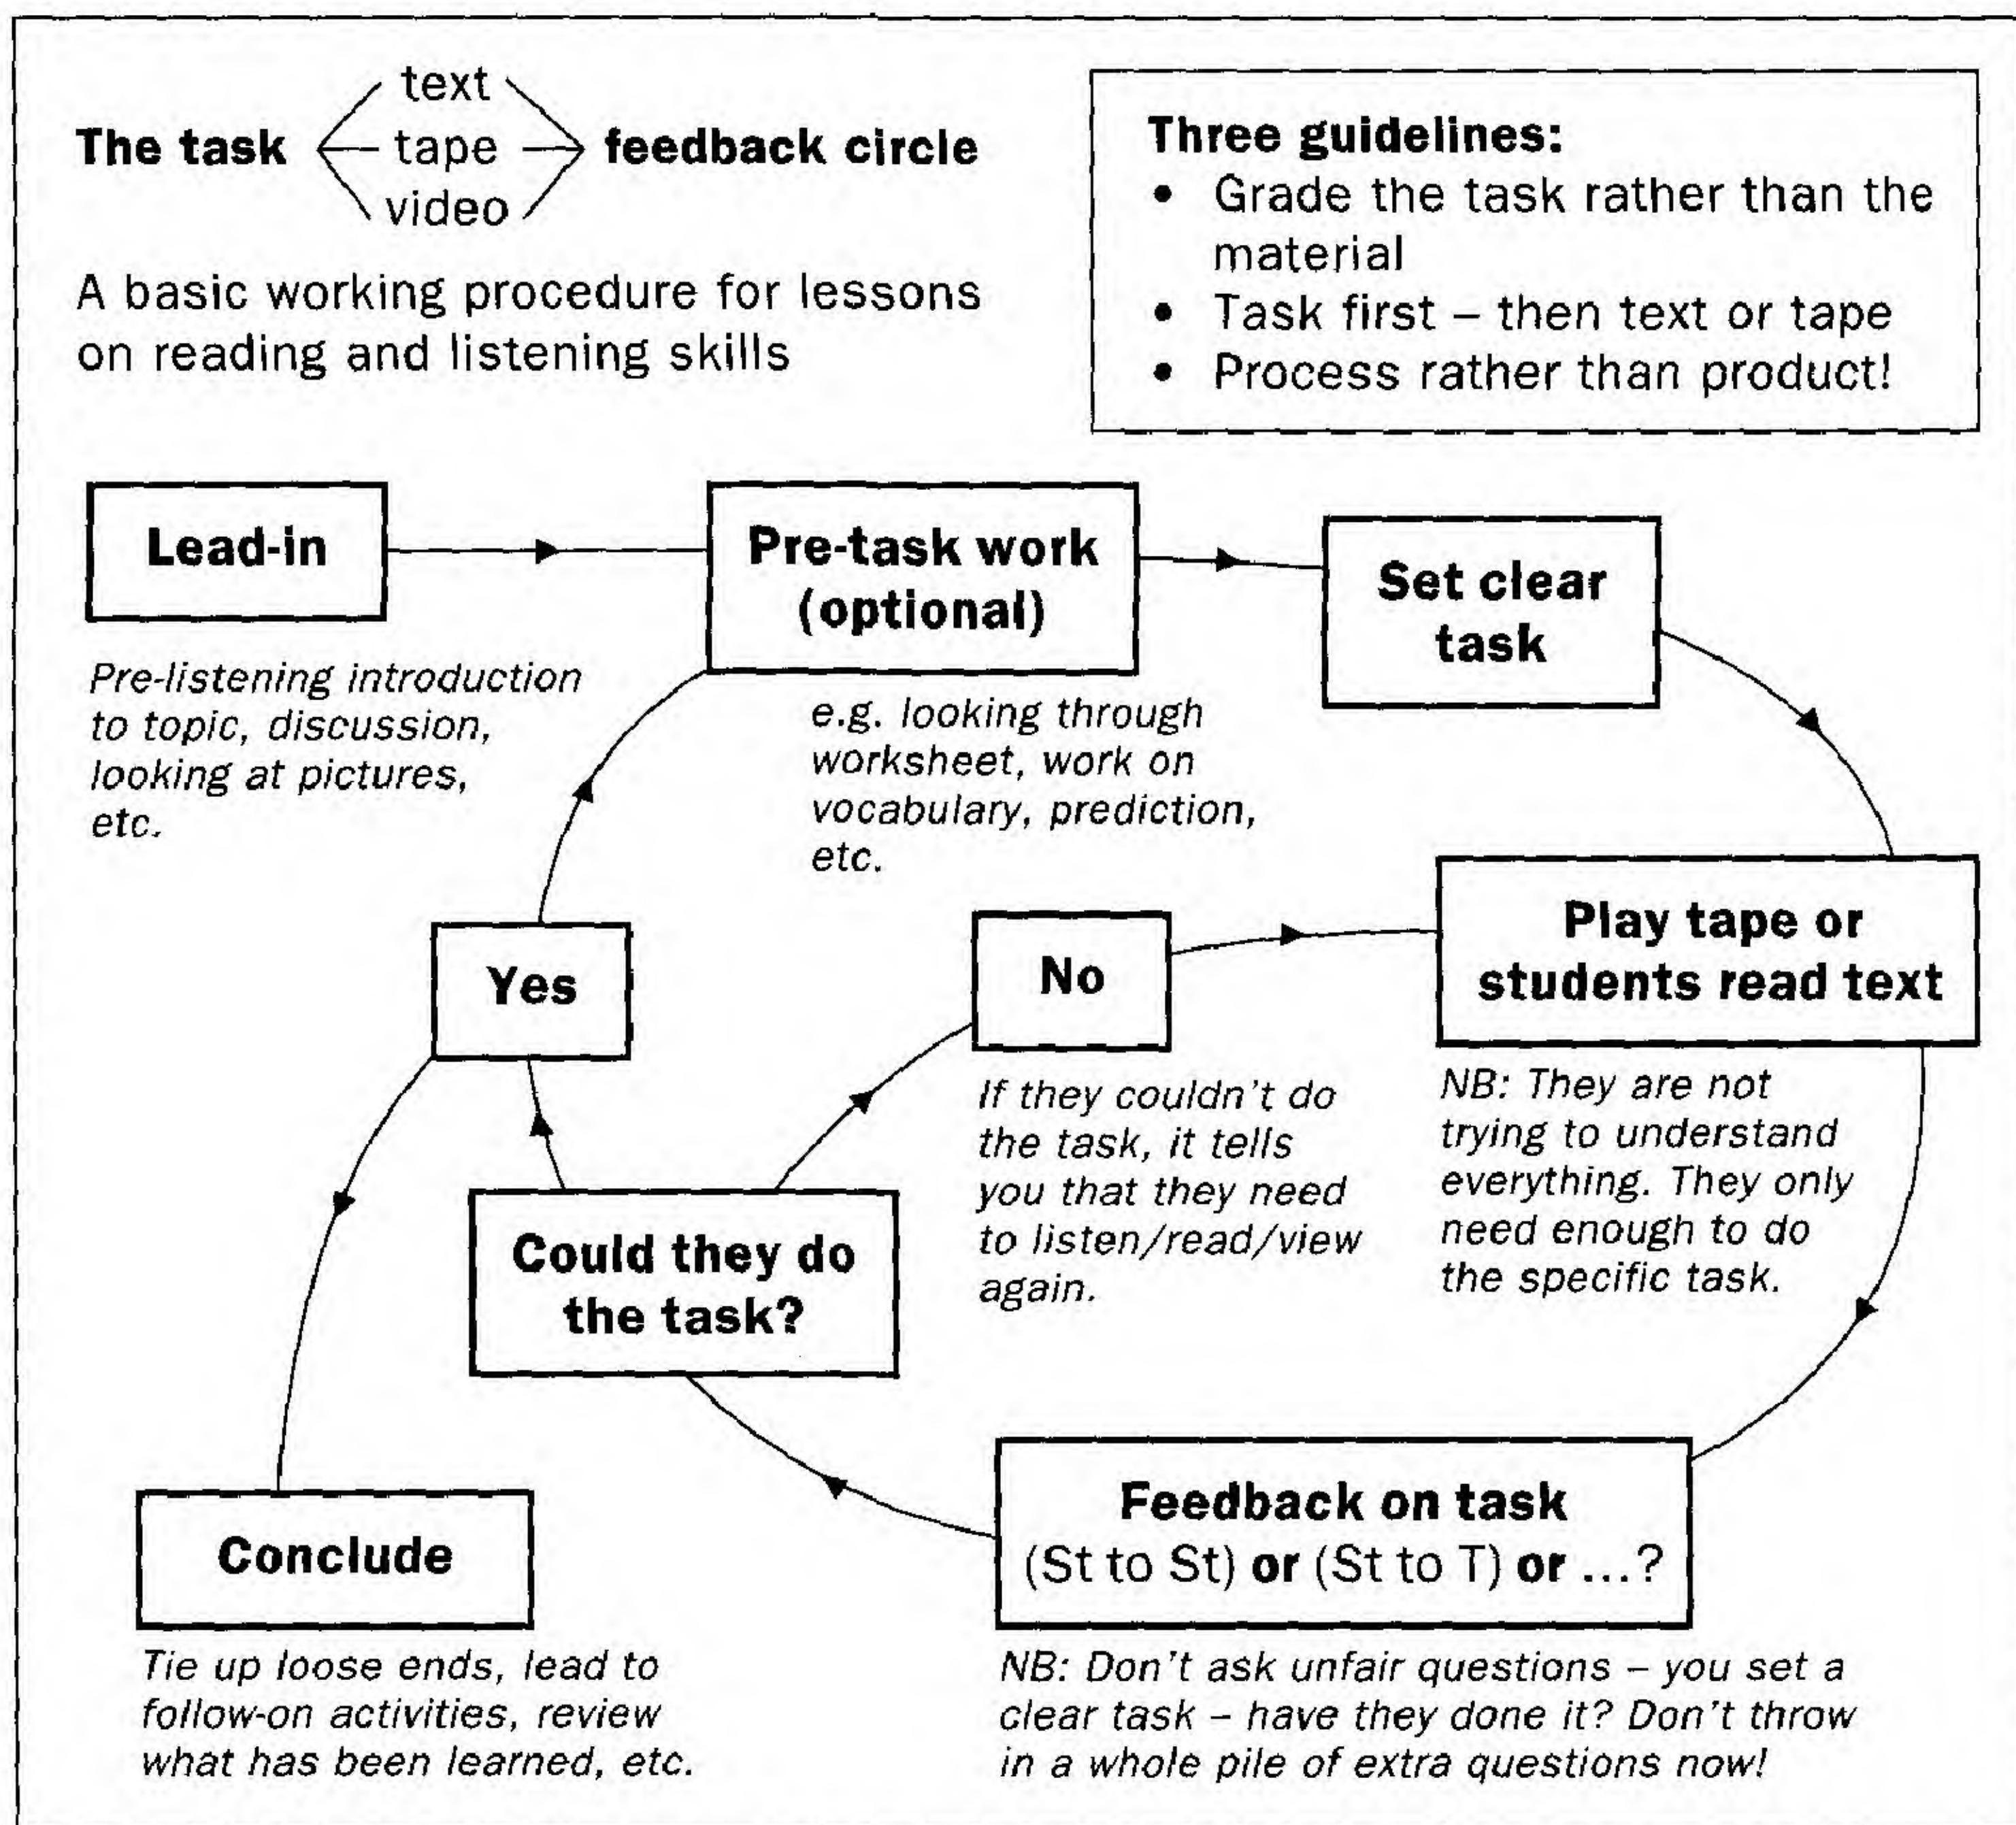 text
The task tape feedback circle
video
A basic working procedure for lessons
on reading and listening skills
Three guidelines:
• Grade the task rather than the
material
• Task first – then text or tape
• Process rather than product!
Lead-in
Pre-listening introduction
to topic, discussion,
looking at pictures,
etc.
Pre-task work
(optional)
e.g. looking through
worksheet, work on
vocabulary, prediction,
etc.
Set clear
task
Play tape or
students read text
NB: They are not
trying to understand
everything. They only
need enough to do
the specific task.
Yes
No
If they couldn't do
the task, it tells
you that they need
to listen/read/view
again.
Could they do
the task?
Feedback on task
(St to St) or (St to T) or ...?
NB: Don't ask unfair questions – you set a
clear task – have they done it? Don't throw
in a whole pile of extra questions now!
Conclude
Tie up loose ends, lead to
follow-on activities, review
what has been learned, etc.